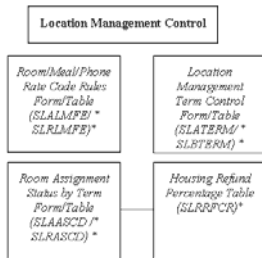 Location Management Control
Room/Meal/Phone
Rate Code Rules
Form/Table
(SLALMFE/ *
SLRLMFE)*
Location
Management
Term Control
Form/Table
(SLATERM/ *
SLBTERM) *
Room Assignment
Status by Term
Form/Table
(SLAASCD /*
SLRASCD) *
Housing Refund
Percentage Table
(SLRRFCR)*